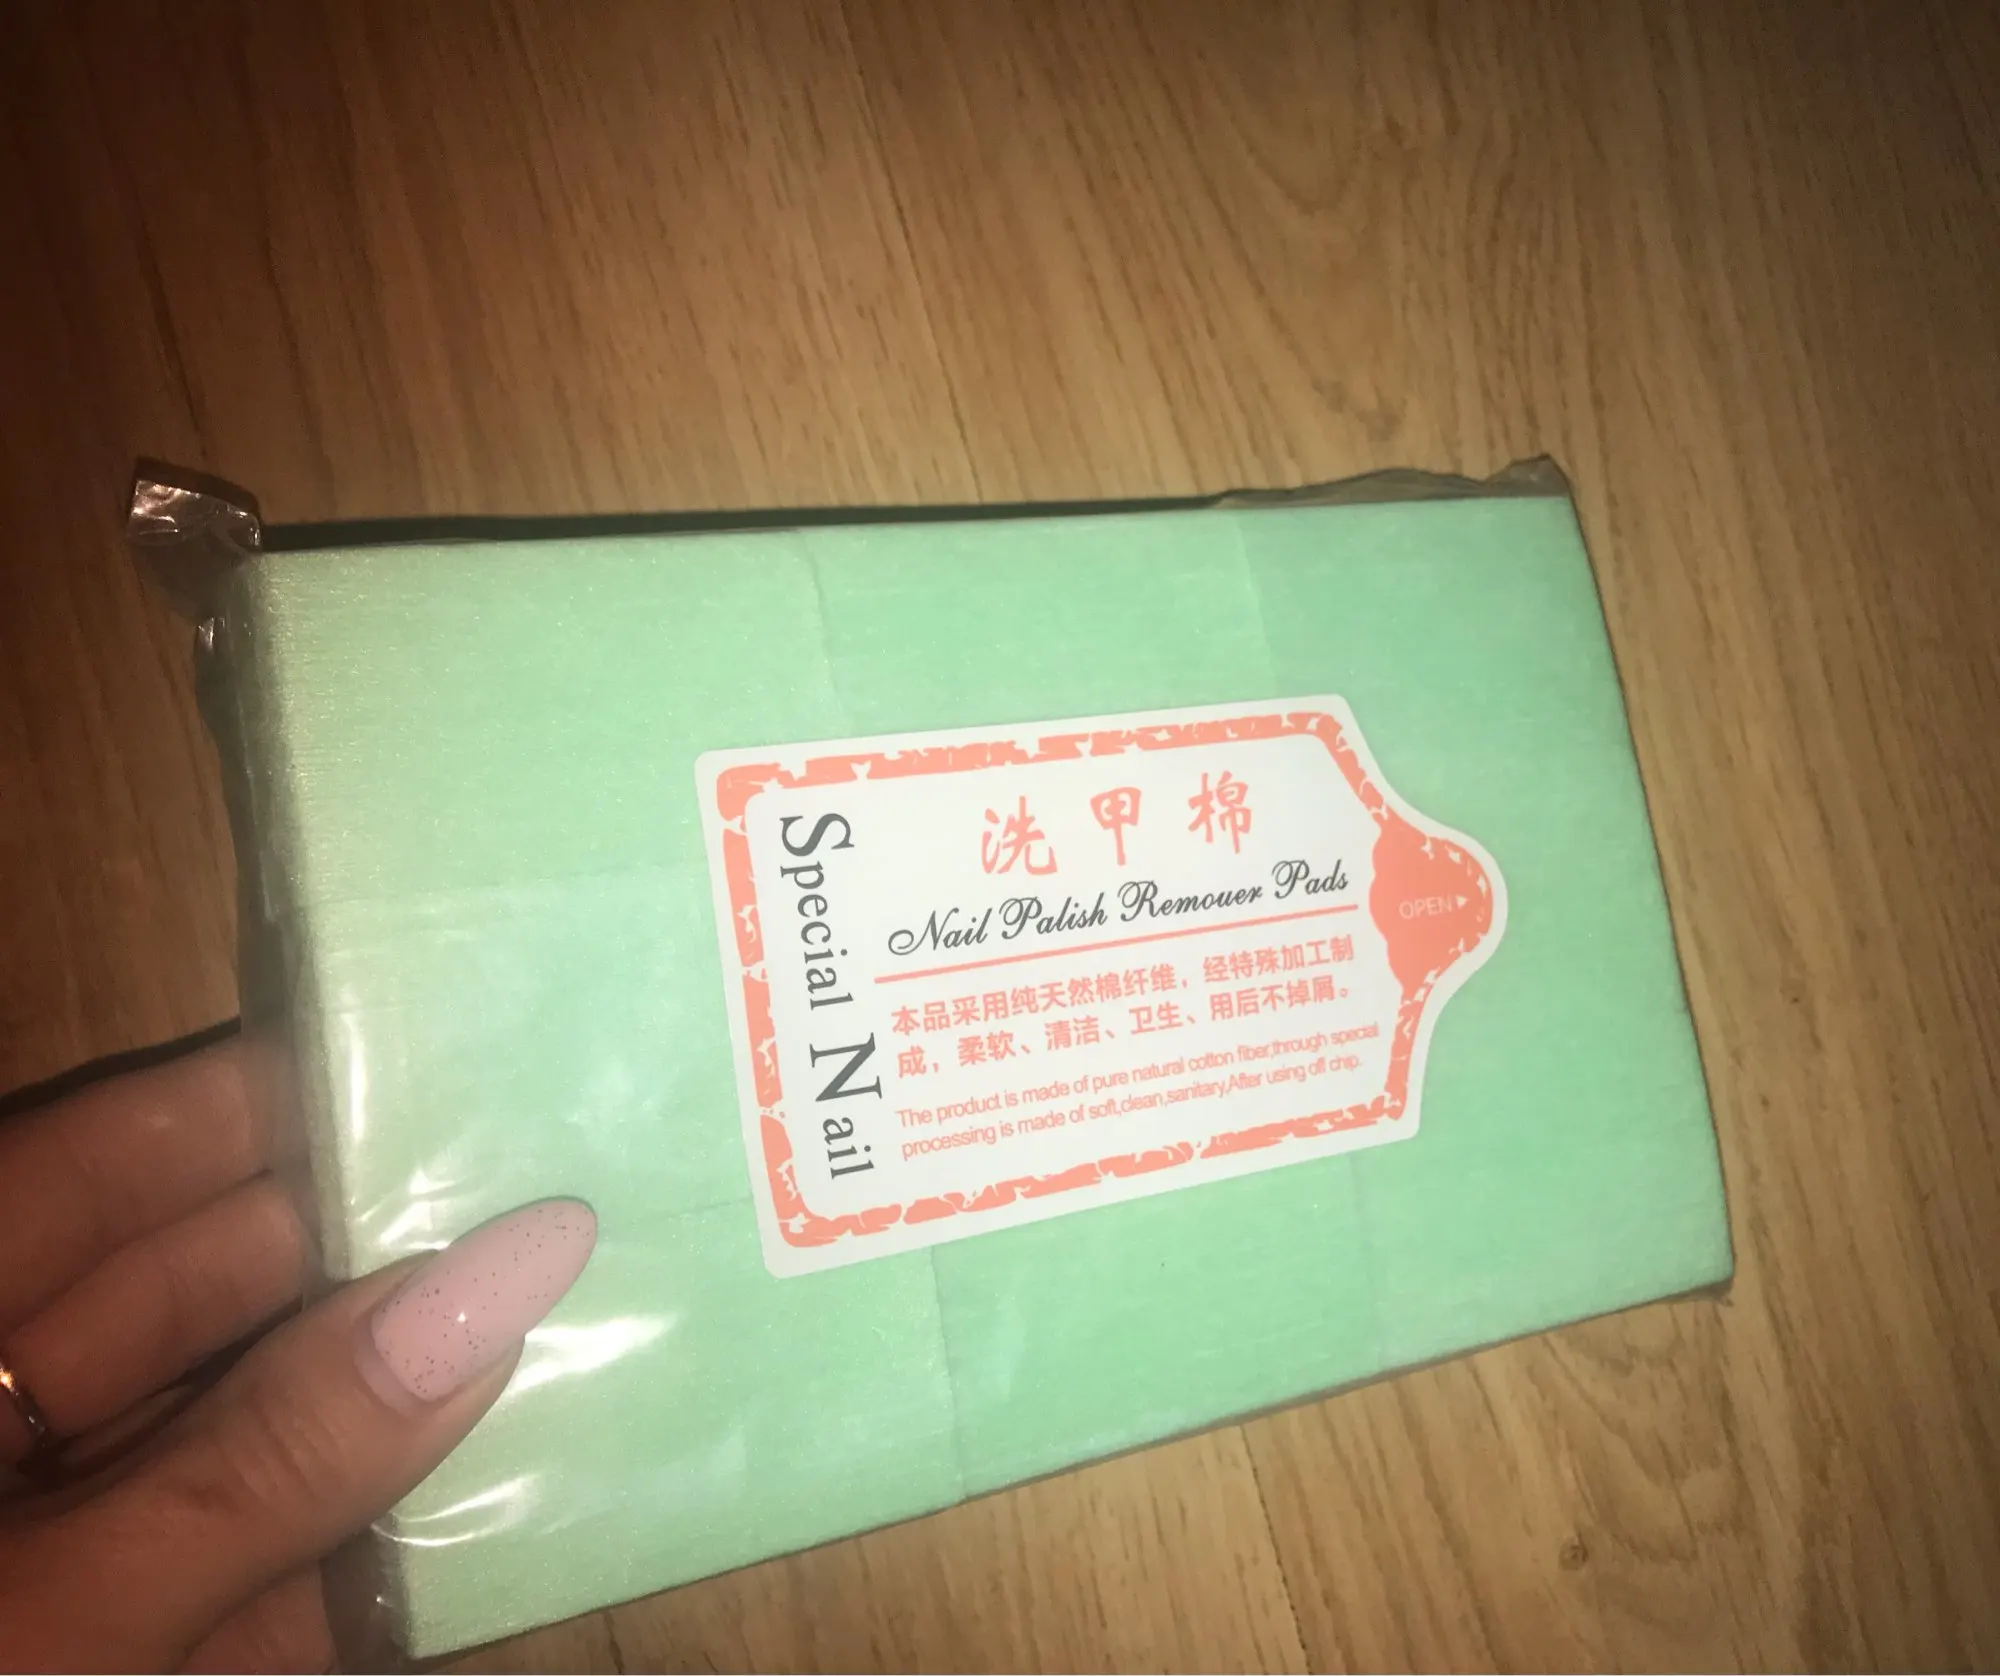 Special Nail
洗甲棉
Nail Palish Remouer Pads
本品采用纯天然棉纤维，经特殊加工制
成，柔软、清洁、卫生、用后不掉屑。
The product is made of pure natural cotton fiber,through special
processing is made of soft,clean,sanitary,After using off chip.
OPEN